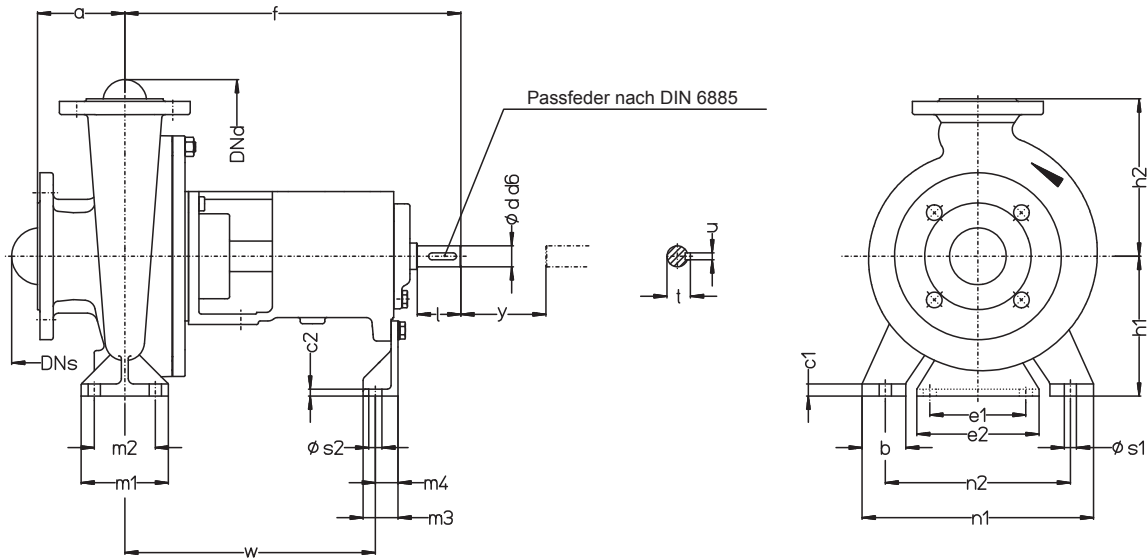 a
f
DNd
Passfeder nach DIN 6885
ϕ d d6
u
t
l
y
DNs
c2
m2
ϕ s2
m4
m1
m3
w
h2
h1
c1
e1
e2
b
ϕ s1
n2
n1